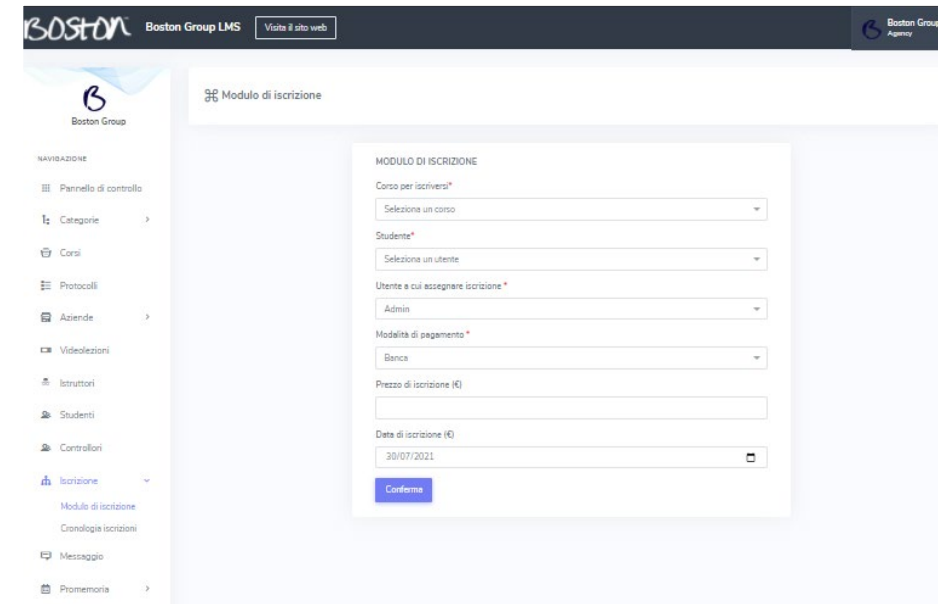 BOSTON Boston Group LMS Visita il sito web
Boston Group
Agency
B
Boston Group
⌘ Modulo di iscrizione
NAVIGAZIONE
Pannello di controllo
Categorie
Corsi
Protocolli
Aziende
Videolezioni
Istruttori
Studenti
Controllori
Iscrizione
Modulo di iscrizione
Cronologia iscrizioni
Messaggio
Promemoria
MODULO DI ISCRIZIONE
Corso per iscriversi*
Seleziona un corso
Studente*
Seleziona un utente
Utente a cui assegnare iscrizione *
Admin
Modalità di pagamento *
Banca
Prezzo di iscrizione (€)
Data di iscrizione (€)
30/07/2021
Conferma